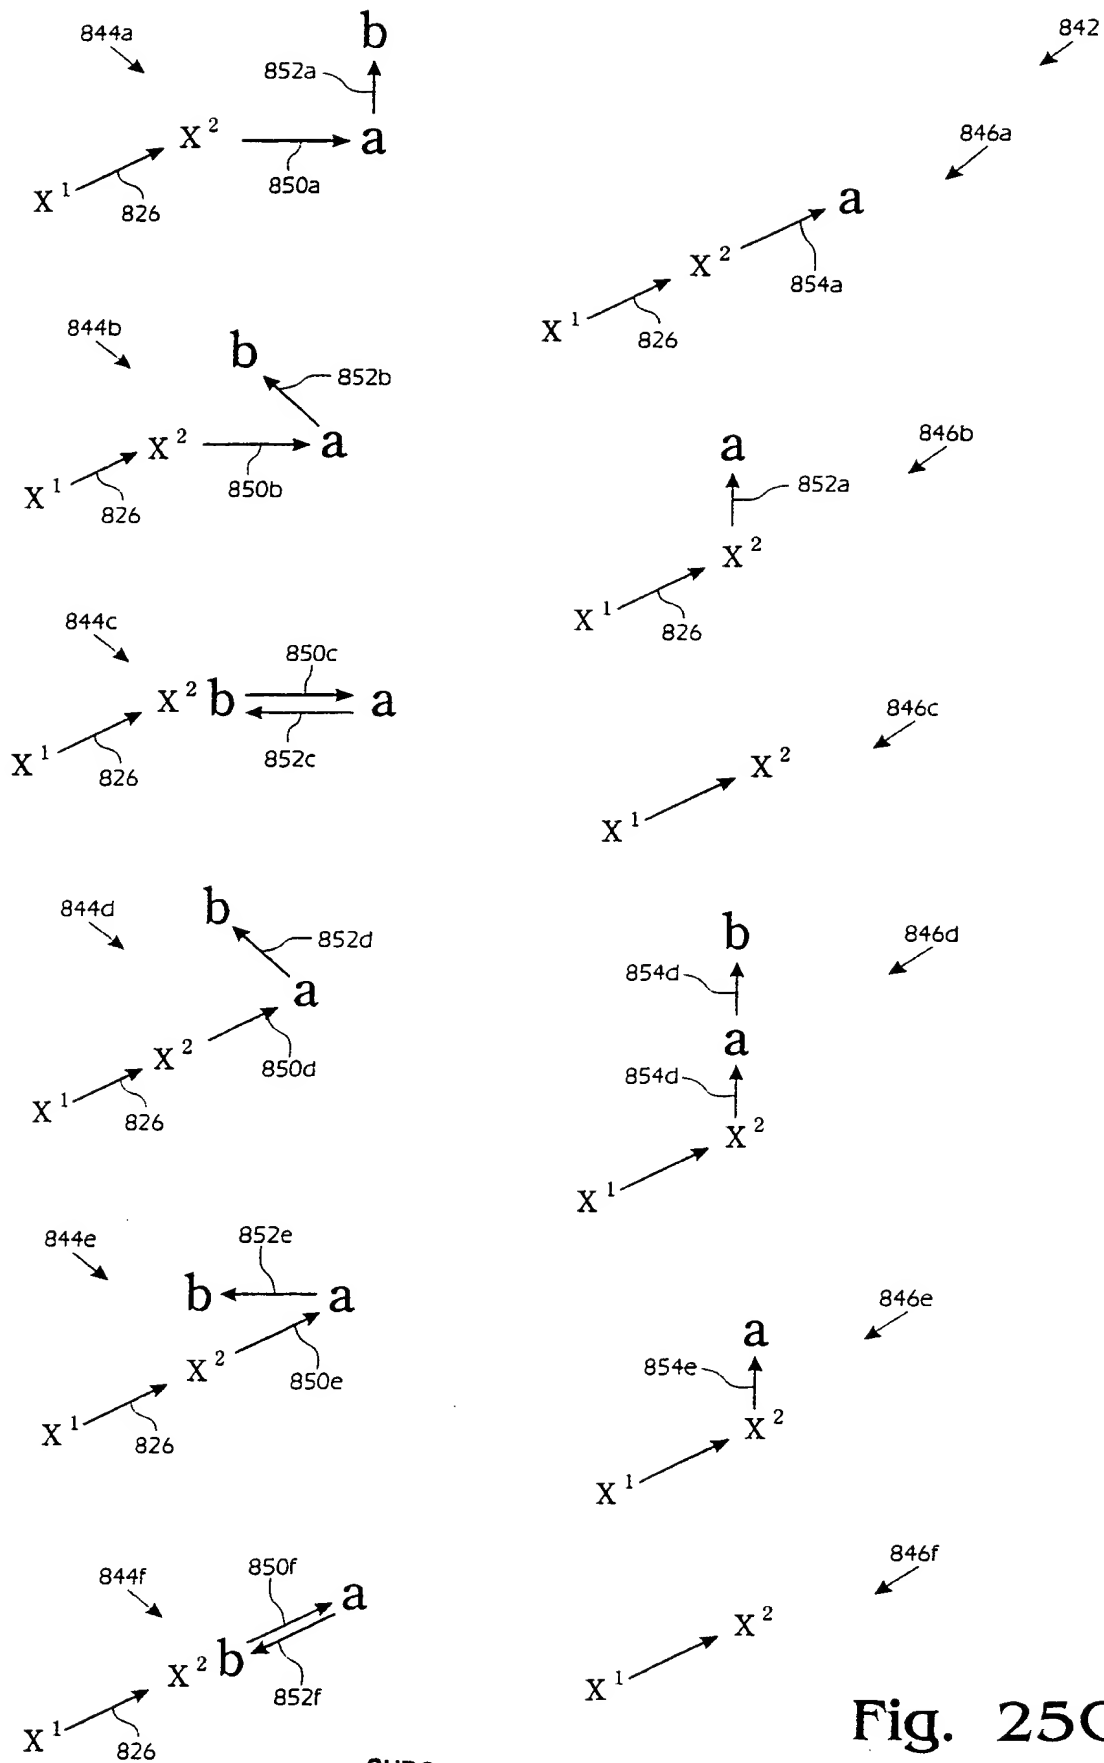 844a
b
852a
X² a
850a
X¹
826
842
846a
a
X²
854a
X¹
826
844b
b
852b
X² a
850b
X¹
826
846b
a
852a
X²
X¹
826
844c
850c
X² b a
852c
X¹
826
846c
X²
X¹
844d
b
852d
a
X²
850d
X¹
826
846d
b
854d
a
854d
X²
X¹
844e
852e
b a
X²
850e
X¹
826
846e
a
854e
X²
X¹
844f
850f
a
X² b
852f
X¹
826
846f
X²
X¹
Fig. 25